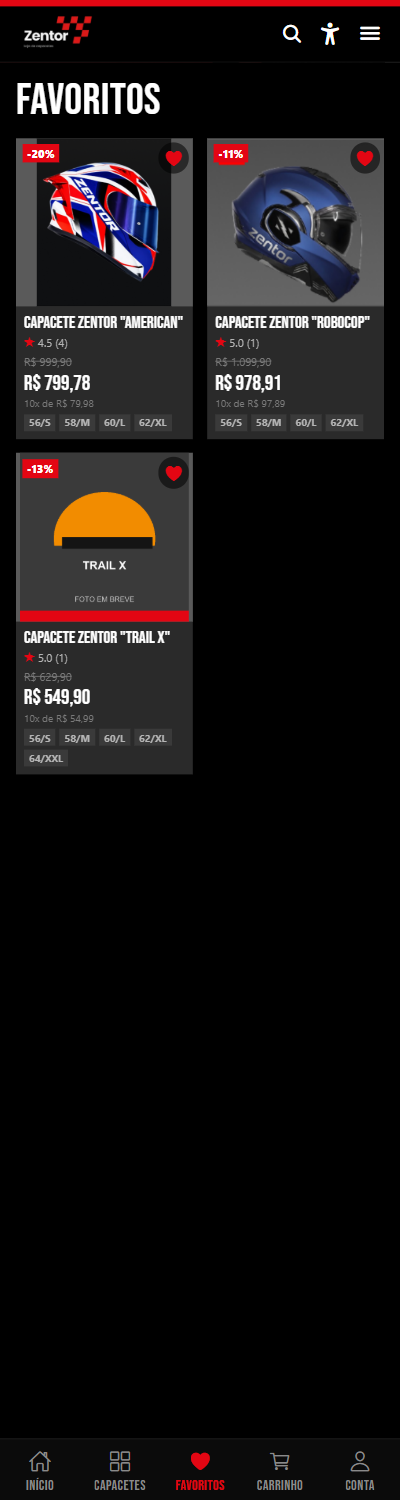 Zentor
FAVORITOS
-20%
ZENTOR
CAPACETE ZENTOR "AMERICAN"
★ 4.5 (4)
R$ 999,90
R$ 799,78
10x de R$ 79,98
56/S 58/M 60/L 62/XL
-11%
zentor
CAPACETE ZENTOR "ROBOCOP"
★ 5.0 (1)
R$ 1.099,90
R$ 978,91
10x de R$ 97,89
56/S 58/M 60/L 62/XL
-13%
TRAIL X
FOTO EM BREVE
CAPACETE ZENTOR "TRAIL X"
★ 5.0 (1)
R$ 629,90
R$ 549,90
10x de R$ 54,99
56/S 58/M 60/L 62/XL
64/XXL
INÍCIO CAPACETES FAVORITOS CARRINHO CONTA